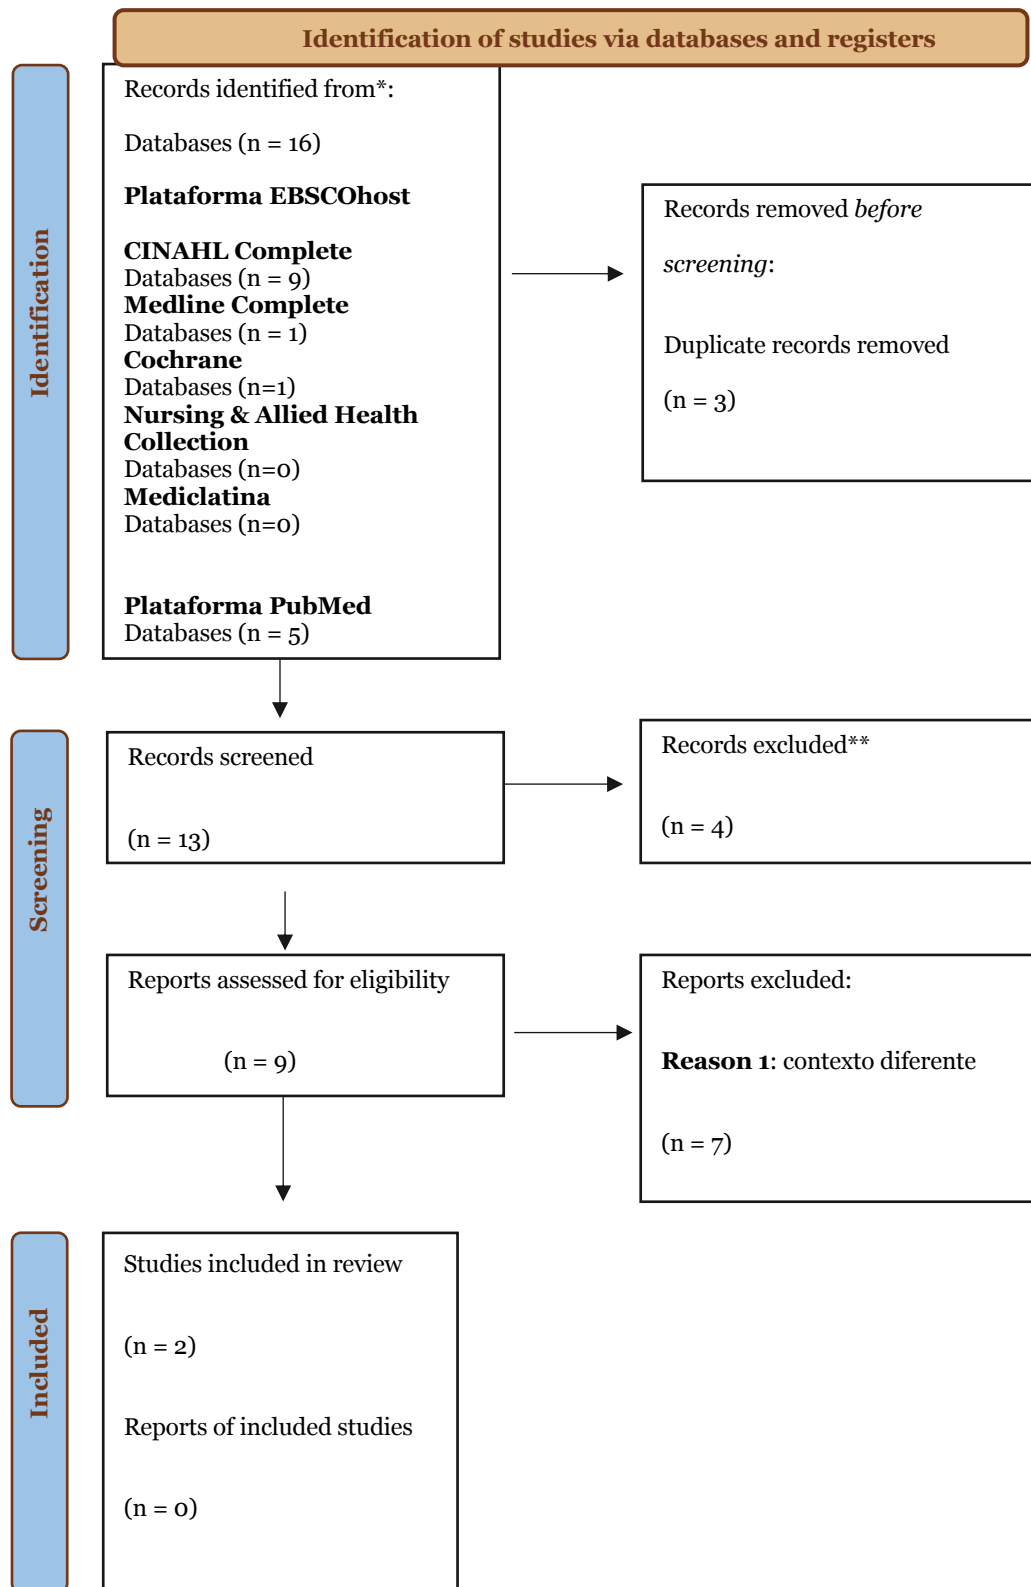 Identification of studies via databases and registers
Identification
Records identified from*:
Databases (n = 16)
Plataforma EBSCOhost
CINAHL Complete
Databases (n = 9)
Medline Complete
Databases (n = 1)
Cochrane
Databases (n=1)
Nursing & Allied Health
Collection
Databases (n=0)
Mediclatina
Databases (n=0)
Plataforma PubMed
Databases (n = 5)
Records removed before
screening:
Duplicate records removed
(n = 3)
Screening
Records screened
(n = 13)
Records excluded**
(n = 4)
Reports assessed for eligibility
(n = 9)
Reports excluded:
Reason 1: contexto diferente
(n = 7)
Included
Studies included in review
(n = 2)
Reports of included studies
(n = 0)